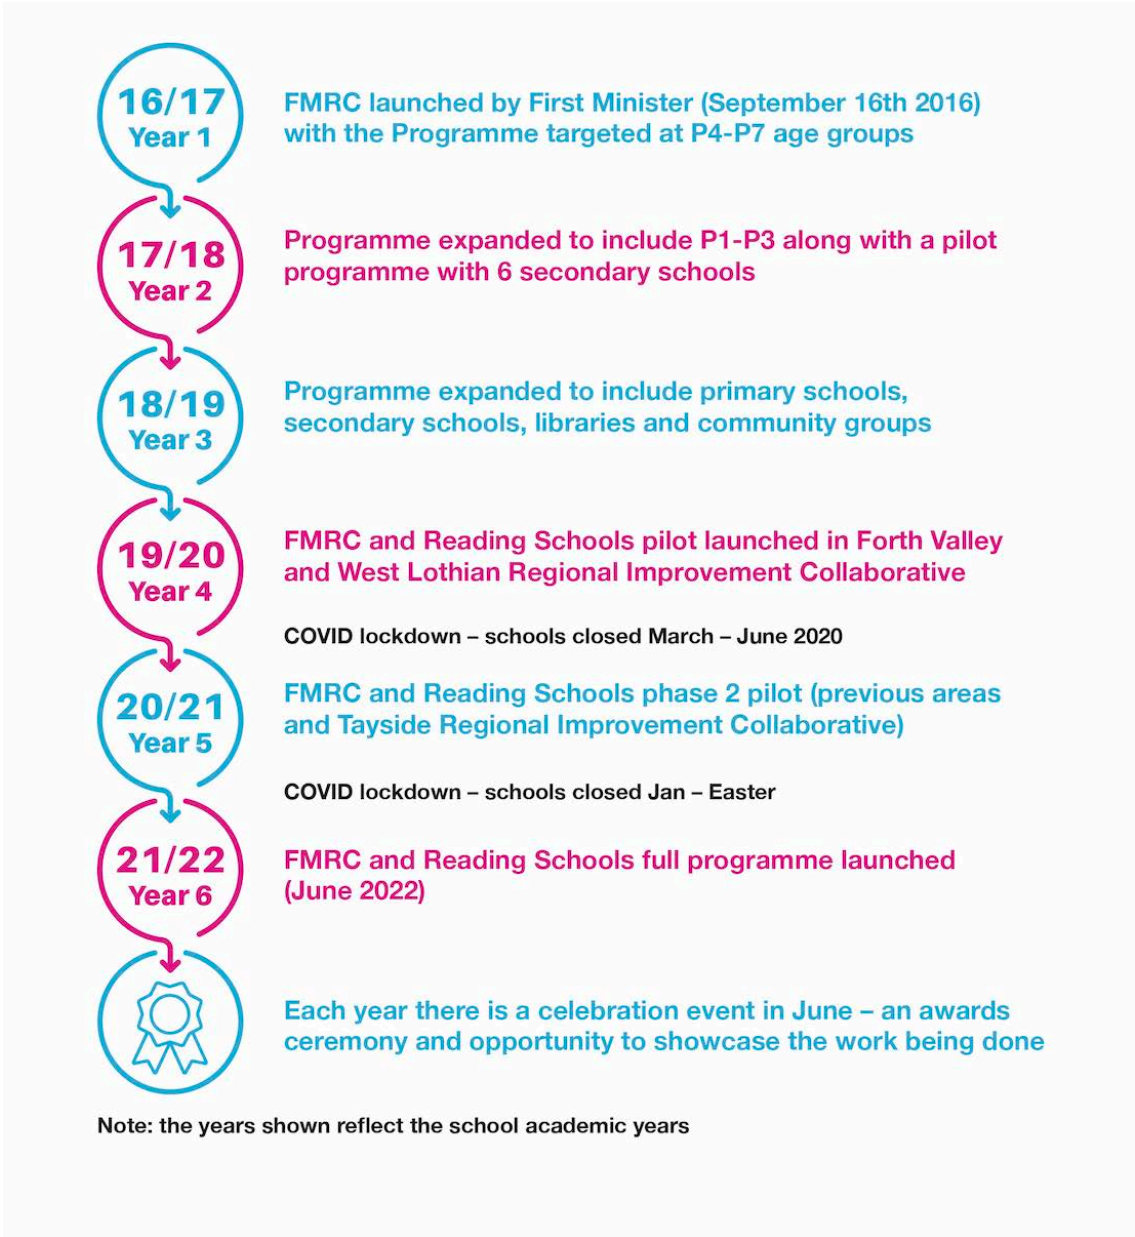 16/17
Year 1
FMRC launched by First Minister (September 16th 2016)
with the Programme targeted at P4-P7 age groups
17/18
Year 2
Programme expanded to include P1-P3 along with a pilot
programme with 6 secondary schools
18/19
Year 3
Programme expanded to include primary schools,
secondary schools, libraries and community groups
19/20
Year 4
FMRC and Reading Schools pilot launched in Forth Valley
and West Lothian Regional Improvement Collaborative
COVID lockdown – schools closed March – June 2020
20/21
Year 5
FMRC and Reading Schools phase 2 pilot (previous areas
and Tayside Regional Improvement Collaborative)
COVID lockdown – schools closed Jan – Easter
21/22
Year 6
FMRC and Reading Schools full programme launched
(June 2022)
Each year there is a celebration event in June – an awards
ceremony and opportunity to showcase the work being done
Note: the years shown reflect the school academic years